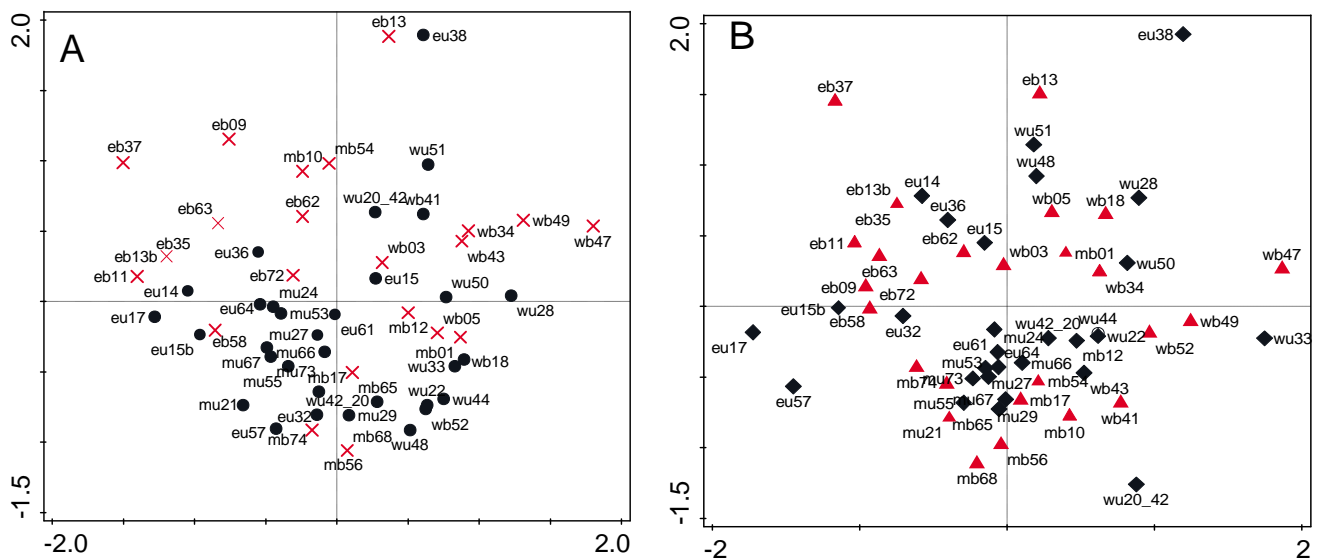 A
2.0
-1.5
-2.0
2.0
eb13
eu38
eb09
eb37
mb10
mb54
wu51
eb62
wu20_42
wb41
eb63
wb49
wb34
wb47
wb43
eb35
eu36
wb03
eb13b
eb11
eb72
eu15
eu14
mu24
wu50
wu28
eu64
mu53
eu17
eu61
mb12
wb05
eu15b
eb58
mu27
mu66
mu67
mb01
mu73
wu33
wb18
mu55
mb17
mb65
mu21
wu42_20
wu22
wu44
eu32
mu29
wb52
eu57
mb74
mb68
wu48
mb56
B
2.0
-1.5
-2
2
eu38
eb37
eb13
wu51
wu48
eb13b
eu14
wb05
wb18
wu28
eb35
eu36
eu15
eb11
eb62
wb03
mb01
wb47
wu50
eb63
wb34
eb09
eb72
eu15b
eb58
eu32
wu42_20
wu44
wb49
eu17
eu61
mu24
wu22
wu33
eu64
mb12
wb52
mu53
mu66
mb74
mu73
mb54
wb43
eu57
mu27
mu55
mu67
mb17
mu29
wb41
mu21
mb65
mb10
mb56
mb68
wu20_42